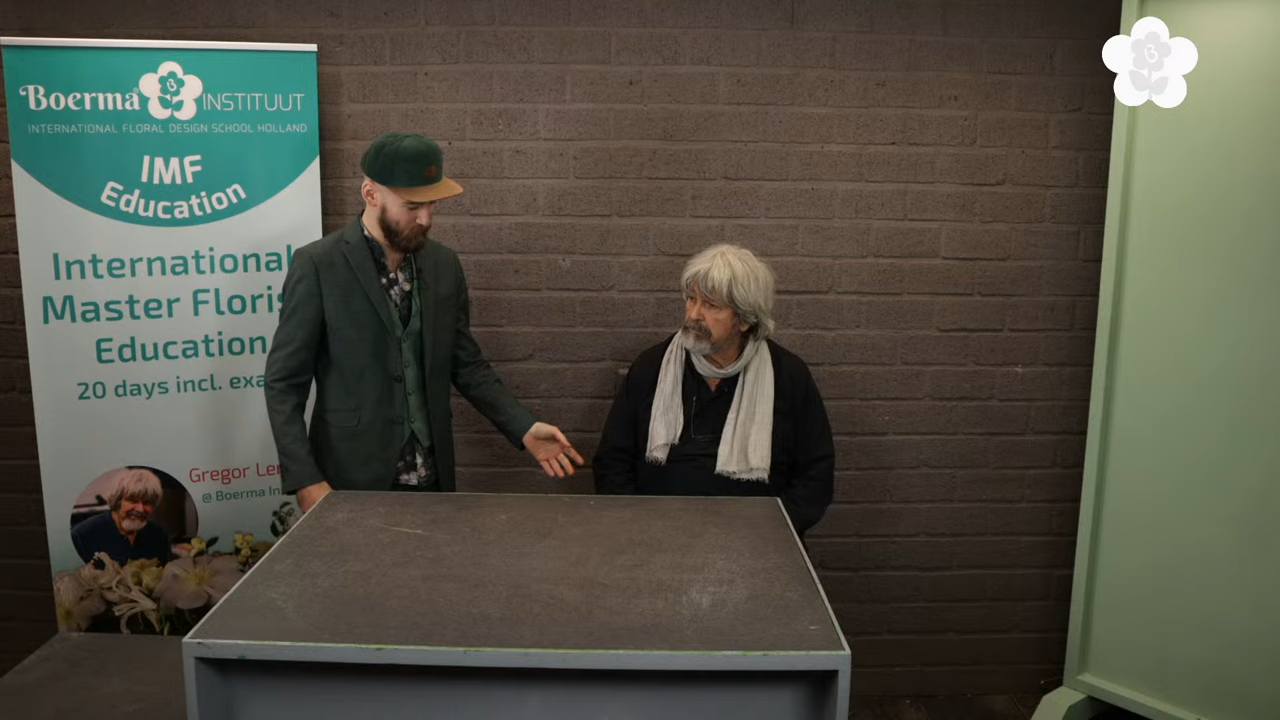 Boerma INSTITUUT
INTERNATIONAL FLORAL DESIGN SCHOOL HOLLAND
IMF
Education
International
Master Floris
Education
20 days incl. exa
Gregor Ler
@ Boerma In